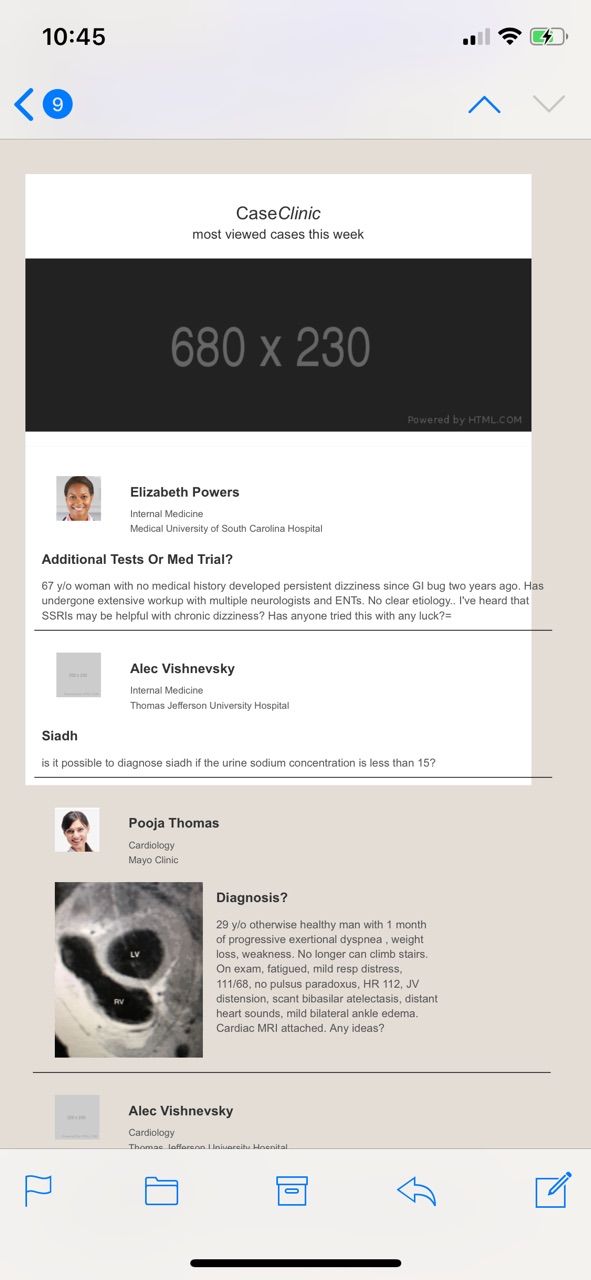 10:45
9
CaseClinic
most viewed cases this week
680 x 230
Powered by HTML.COM
Elizabeth Powers
Internal Medicine
Medical University of South Carolina Hospital
Additional Tests Or Med Trial?
67 y/o woman with no medical history developed persistent dizziness since GI bug two years ago. Has
undergone extensive workup with multiple neurologists and ENTs. No clear etiology.. I've heard that
SSRIs may be helpful with chronic dizziness? Has anyone tried this with any luck?=
Alec Vishnevsky
Internal Medicine
Thomas Jefferson University Hospital
Siadh
is it possible to diagnose siadh if the urine sodium concentration is less than 15?
Pooja Thomas
Cardiology
Mayo Clinic
LV
RV
Diagnosis?
29 y/o otherwise healthy man with 1 month
of progressive exertional dyspnea , weight
loss, weakness. No longer can climb stairs.
On exam, fatigued, mild resp distress,
111/68, no pulsus paradoxus, HR 112, JV
distension, scant bibasilar atelectasis, distant
heart sounds, mild bilateral ankle edema.
Cardiac MRI attached. Any ideas?
Alec Vishnevsky
Cardiology
Thomas Jefferson University Hospital